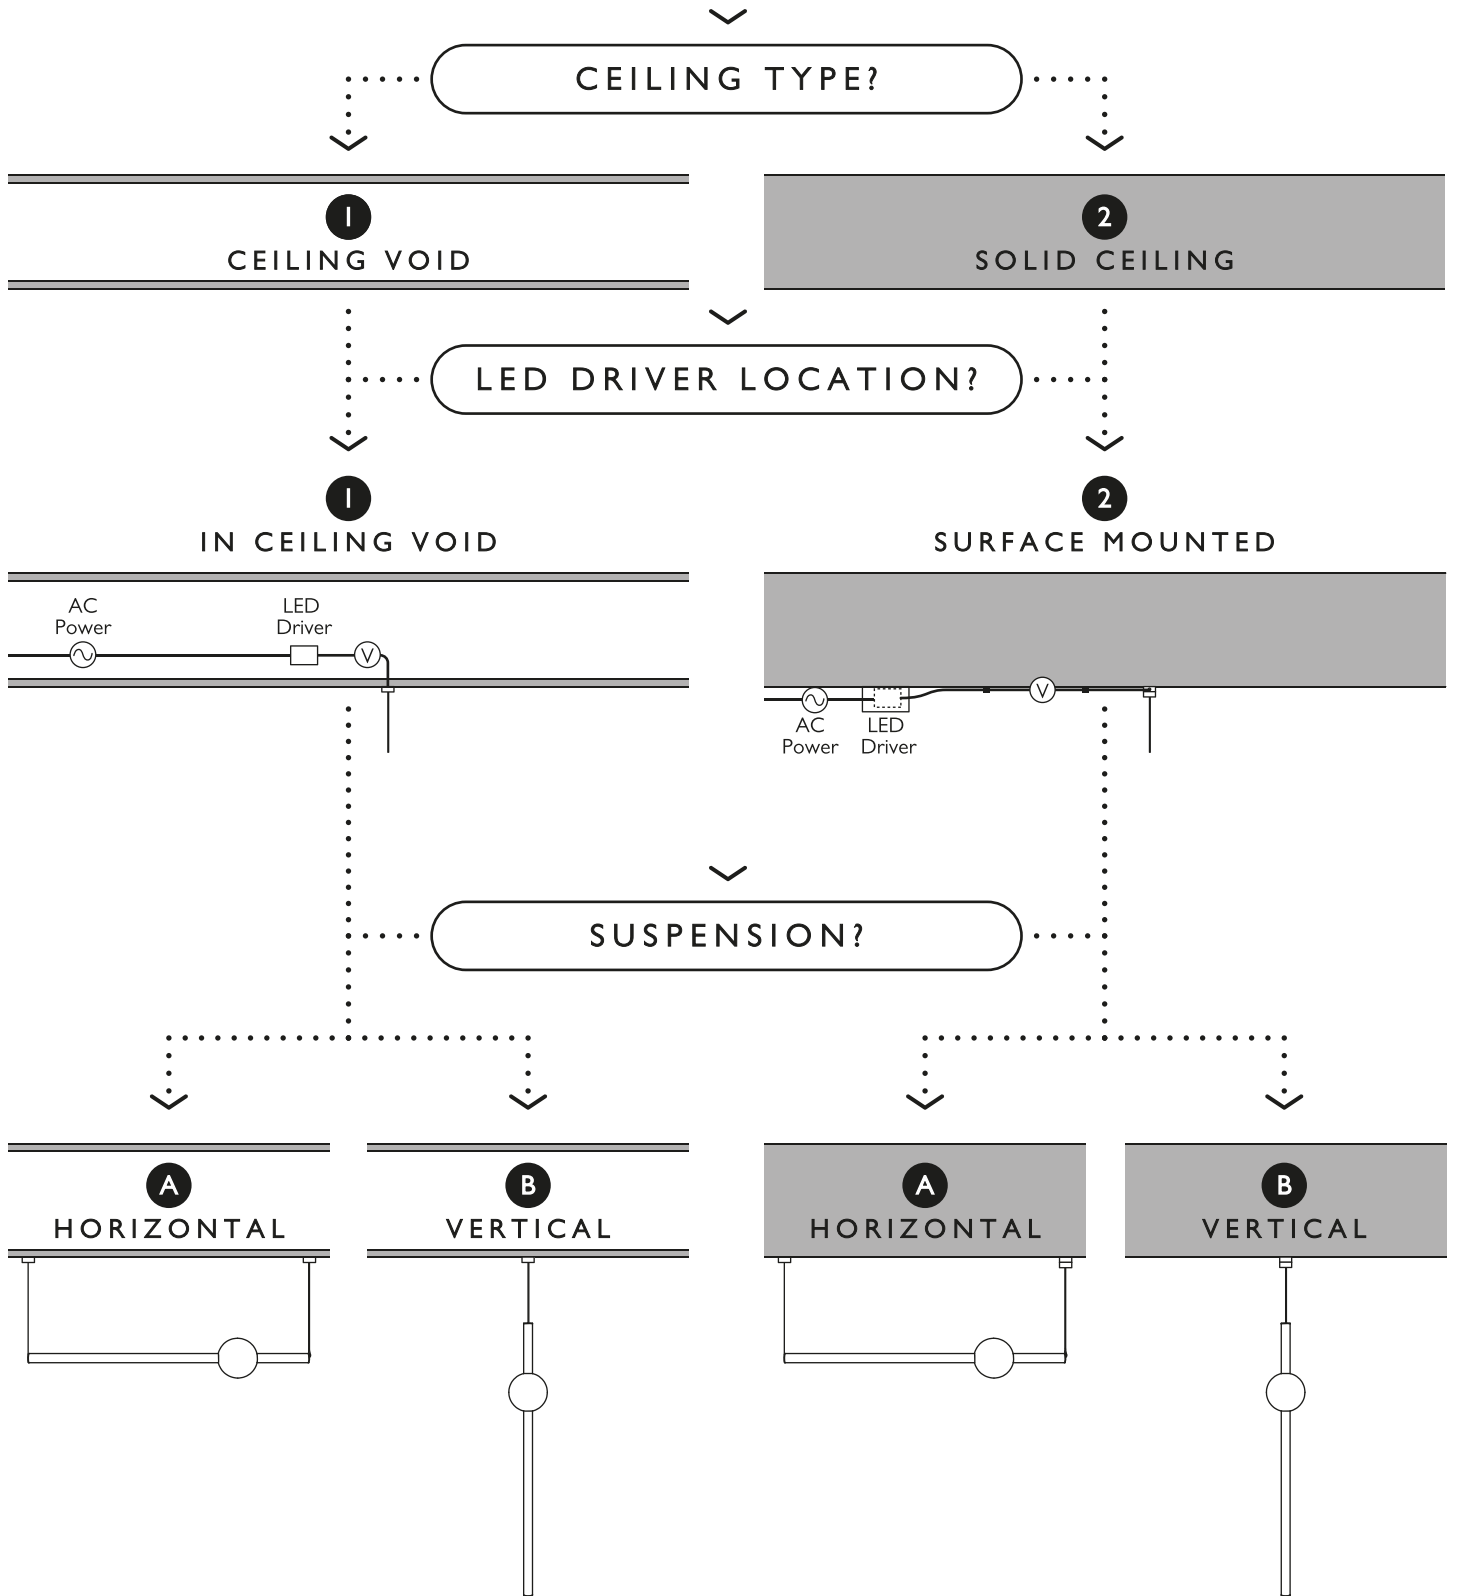 CEILING TYPE?
1
CEILING VOID
2
SOLID CEILING
LED DRIVER LOCATION?
1
IN CEILING VOID
2
SURFACE MOUNTED
AC
Power
LED
Driver
V
V
AC
Power
LED
Driver
SUSPENSION?
A
HORIZONTAL
B
VERTICAL
A
HORIZONTAL
B
VERTICAL